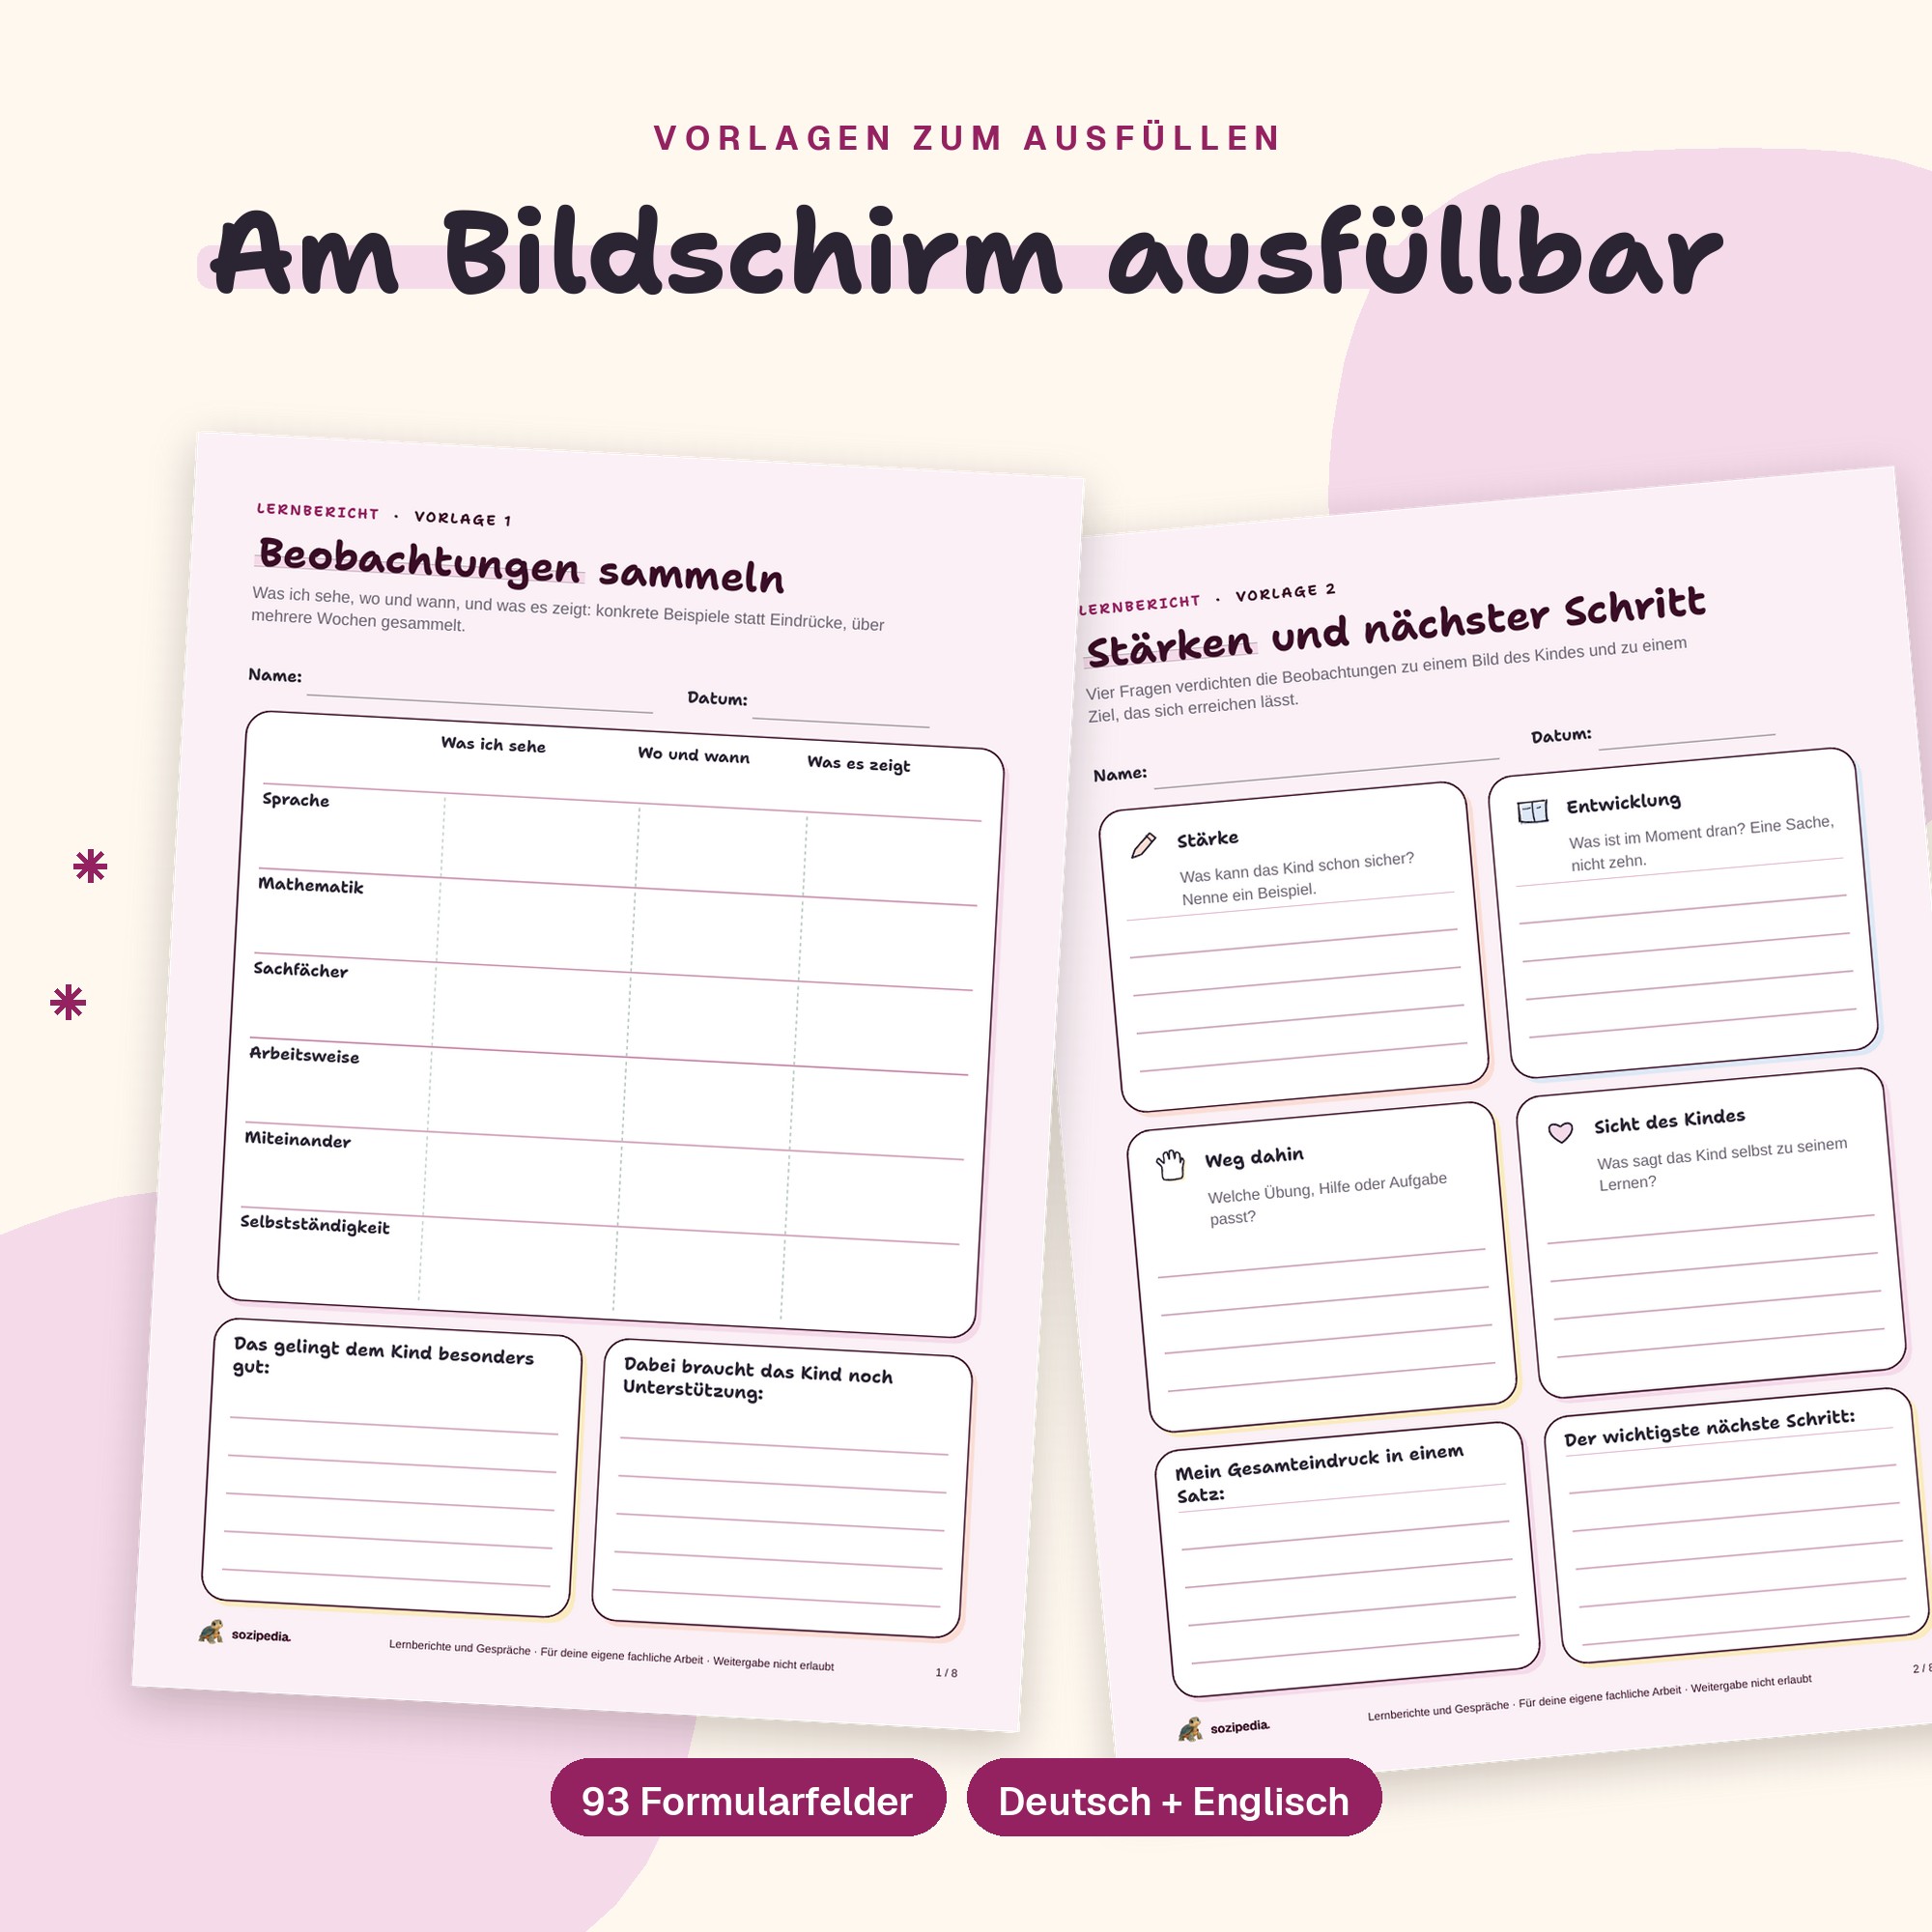 VORLAGEN ZUM AUSFÜLLEN
Am Bildschirm ausfüllbar
LERNBERICHT · VORLAGE 1
Beobachtungen sammeln
Was ich sehe, wo und wann, und was es zeigt: konkrete Beispiele statt Eindrücke, über
mehrere Wochen gesammelt.
Name:
Datum:
Was ich sehe
Wo und wann
Was es zeigt
Sprache
Mathematik
Sachfächer
Arbeitsweise
Miteinander
Selbstständigkeit
Das gelingt dem Kind besonders
gut:
Dabei braucht das Kind noch
Unterstützung:
sozipedia.
Lernberichte und Gespräche · Für deine eigene fachliche Arbeit · Weitergabe nicht erlaubt
1 / 8
LERNBERICHT · VORLAGE 2
Stärken und nächster Schritt
Vier Fragen verdichten die Beobachtungen zu einem Bild des Kindes und zu einem
Ziel, das sich erreichen lässt.
Name:
Datum:
Stärke
Was kann das Kind schon sicher?
Nenne ein Beispiel.
Entwicklung
Was ist im Moment dran? Eine Sache,
nicht zehn.
Weg dahin
Welche Übung, Hilfe oder Aufgabe
passt?
Sicht des Kindes
Was sagt das Kind selbst zu seinem
Lernen?
Mein Gesamteindruck in einem
Satz:
Der wichtigste nächste Schritt:
sozipedia.
Lernberichte und Gespräche · Für deine eigene fachliche Arbeit · Weitergabe nicht erlaubt
2 / 8
93 Formularfelder
Deutsch + Englisch